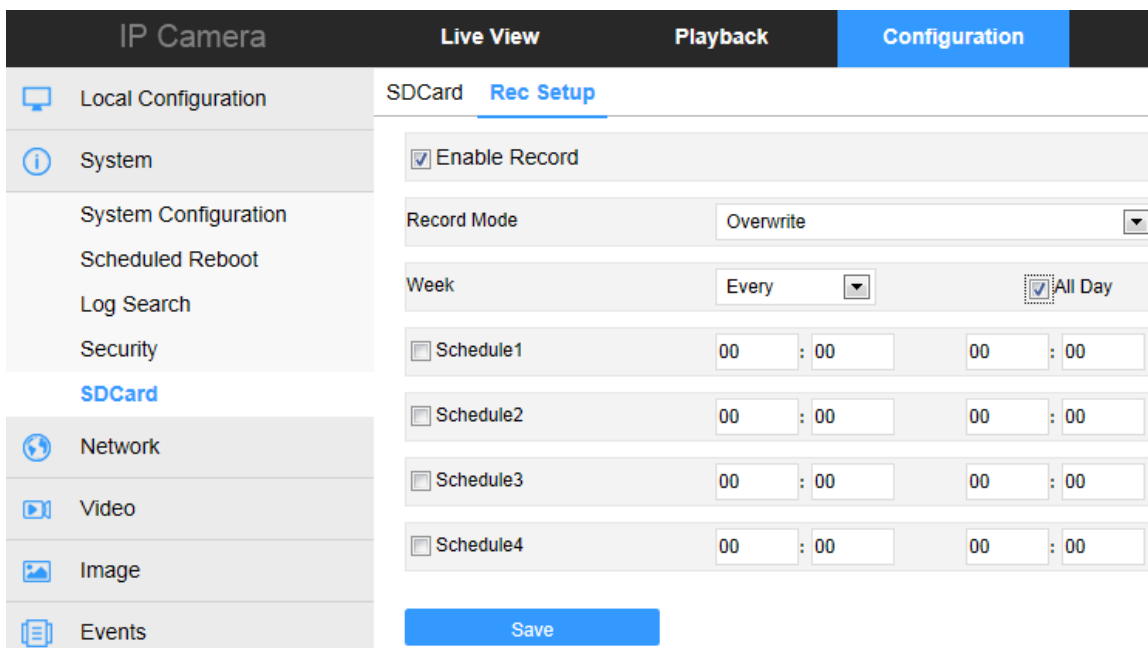 IP Camera Live View Playback Configuration
Local Configuration
System
System Configuration
Scheduled Reboot
Log Search
Security
SDCard
Network
Video
Image
Events
SDCard Rec Setup
Enable Record
Record Mode Overwrite
Week Every All Day
Schedule1 00 : 00 00 : 00
Schedule2 00 : 00 00 : 00
Schedule3 00 : 00 00 : 00
Schedule4 00 : 00 00 : 00
Save